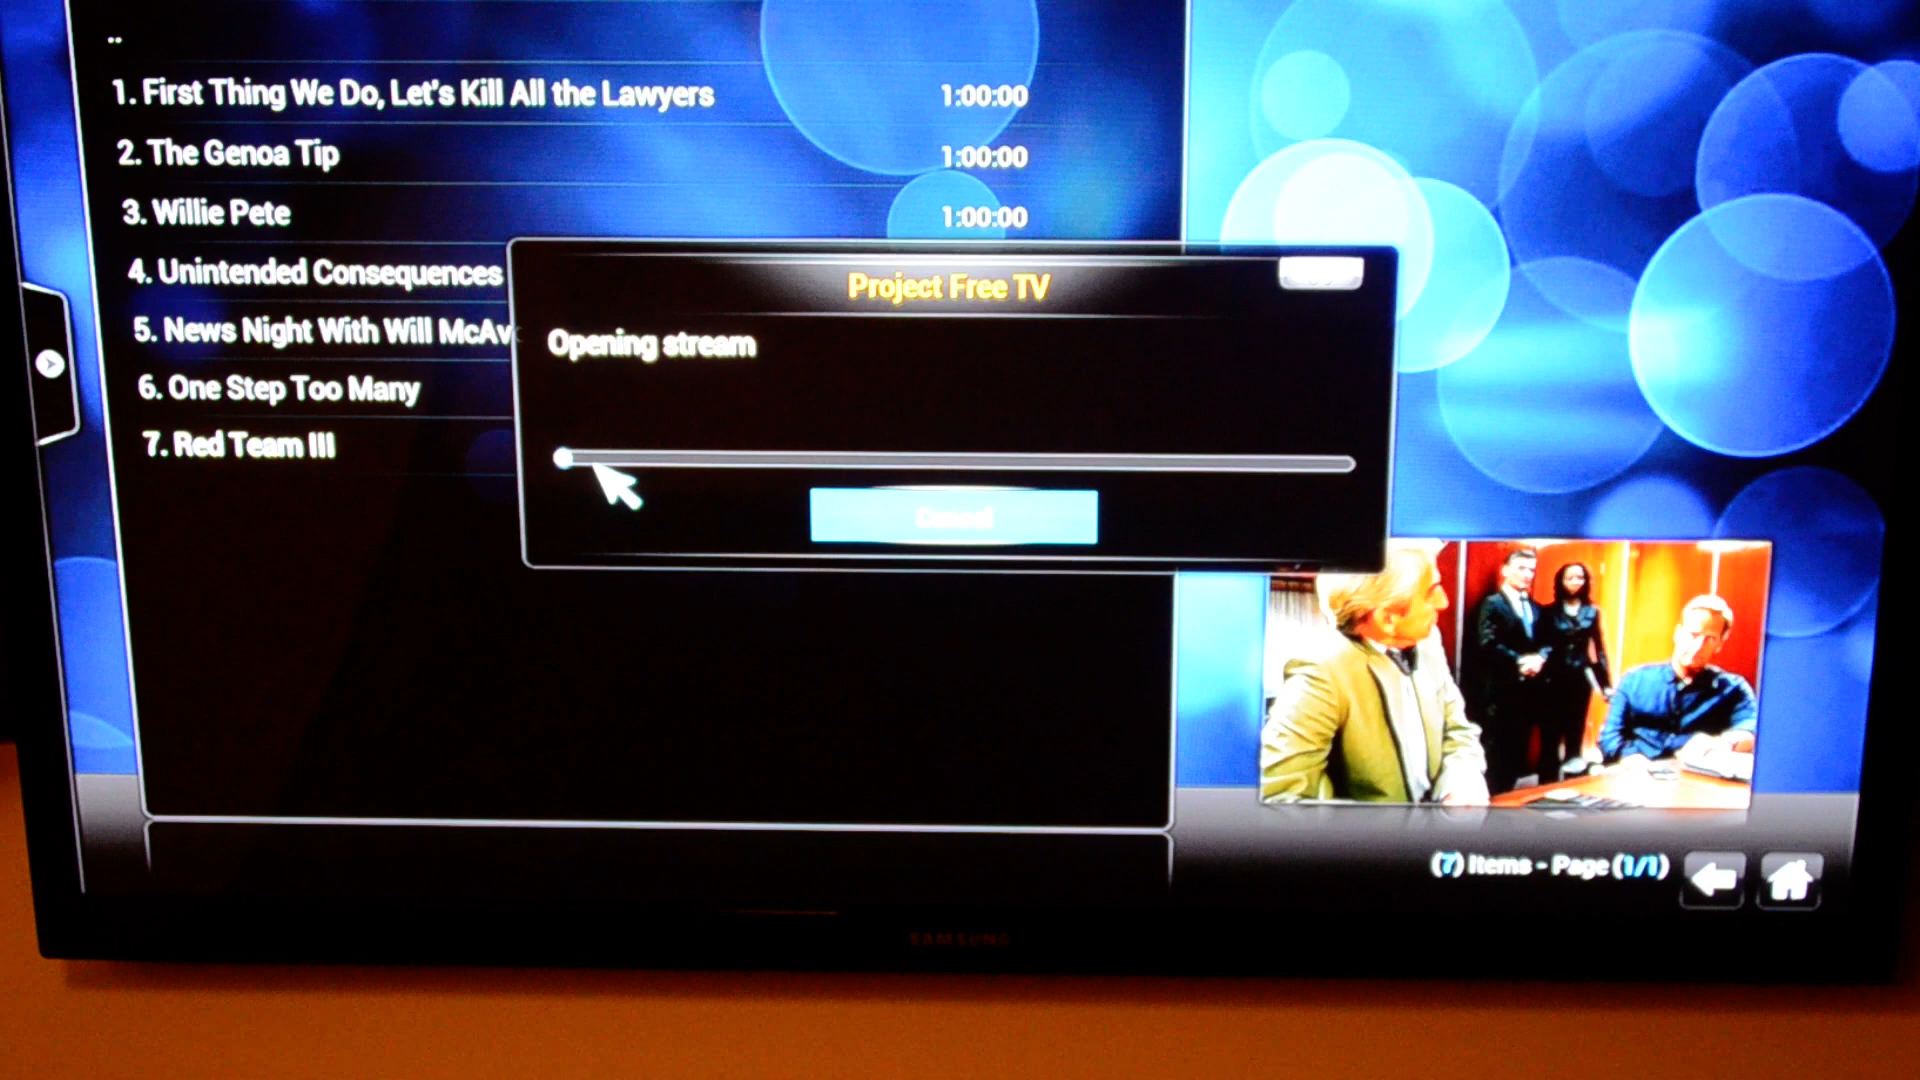 ..
1. First Thing We Do, Let's Kill All the Lawyers 1:00:00
2. The Genoa Tip 1:00:00
3. Willie Pete 1:00:00
4. Unintended Consequences
5. News Night With Will McAv
6. One Step Too Many
7. Red Team III
Project Free TV
Opening stream
Cancel
(7) Items - Page (1/1)
SAMSUNG